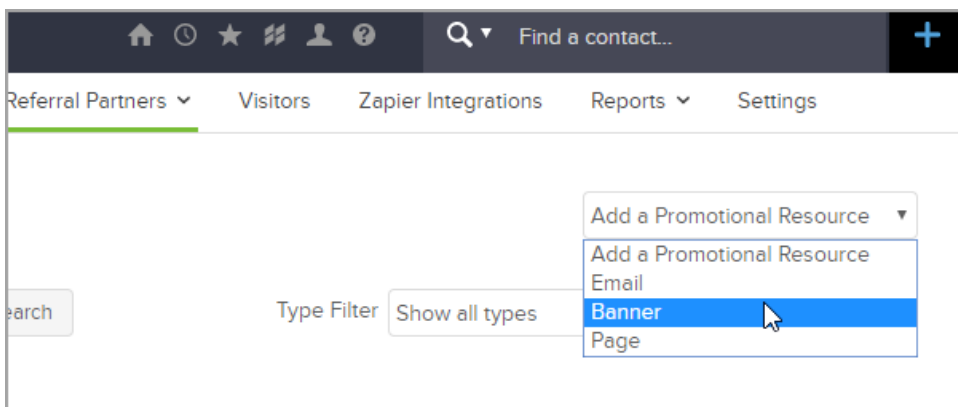 Find a contact...
Referral Partners Visitors Zapier Integrations Reports Settings
Add a Promotional Resource
Add a Promotional Resource
Email
earch Type Filter Show all types Banner
Page